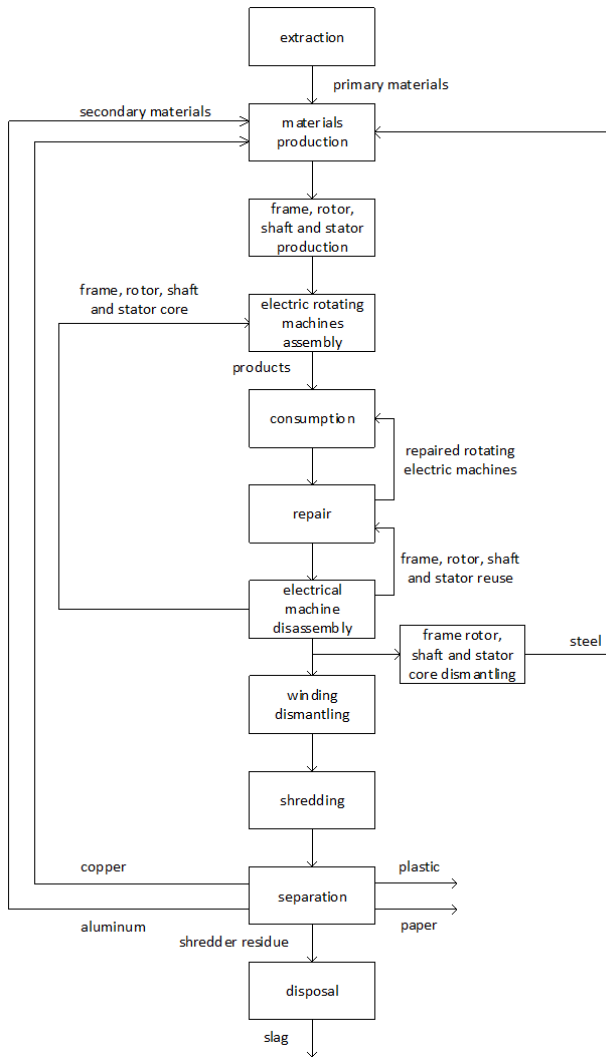 extraction
primary materials
secondary materials
materials
production
frame, rotor,
shaft and stator
production
frame, rotor, shaft
and stator core
electric rotating
machines
assembly
products
consumption
repaired rotating
electric machines
repair
frame, rotor, shaft
and stator reuse
electrical
machine
disassembly
frame rotor,
shaft and stator
core dismantling
steel
winding
dismantling
shredding
copper
plastic
separation
aluminum
paper
shredder residue
disposal
slag